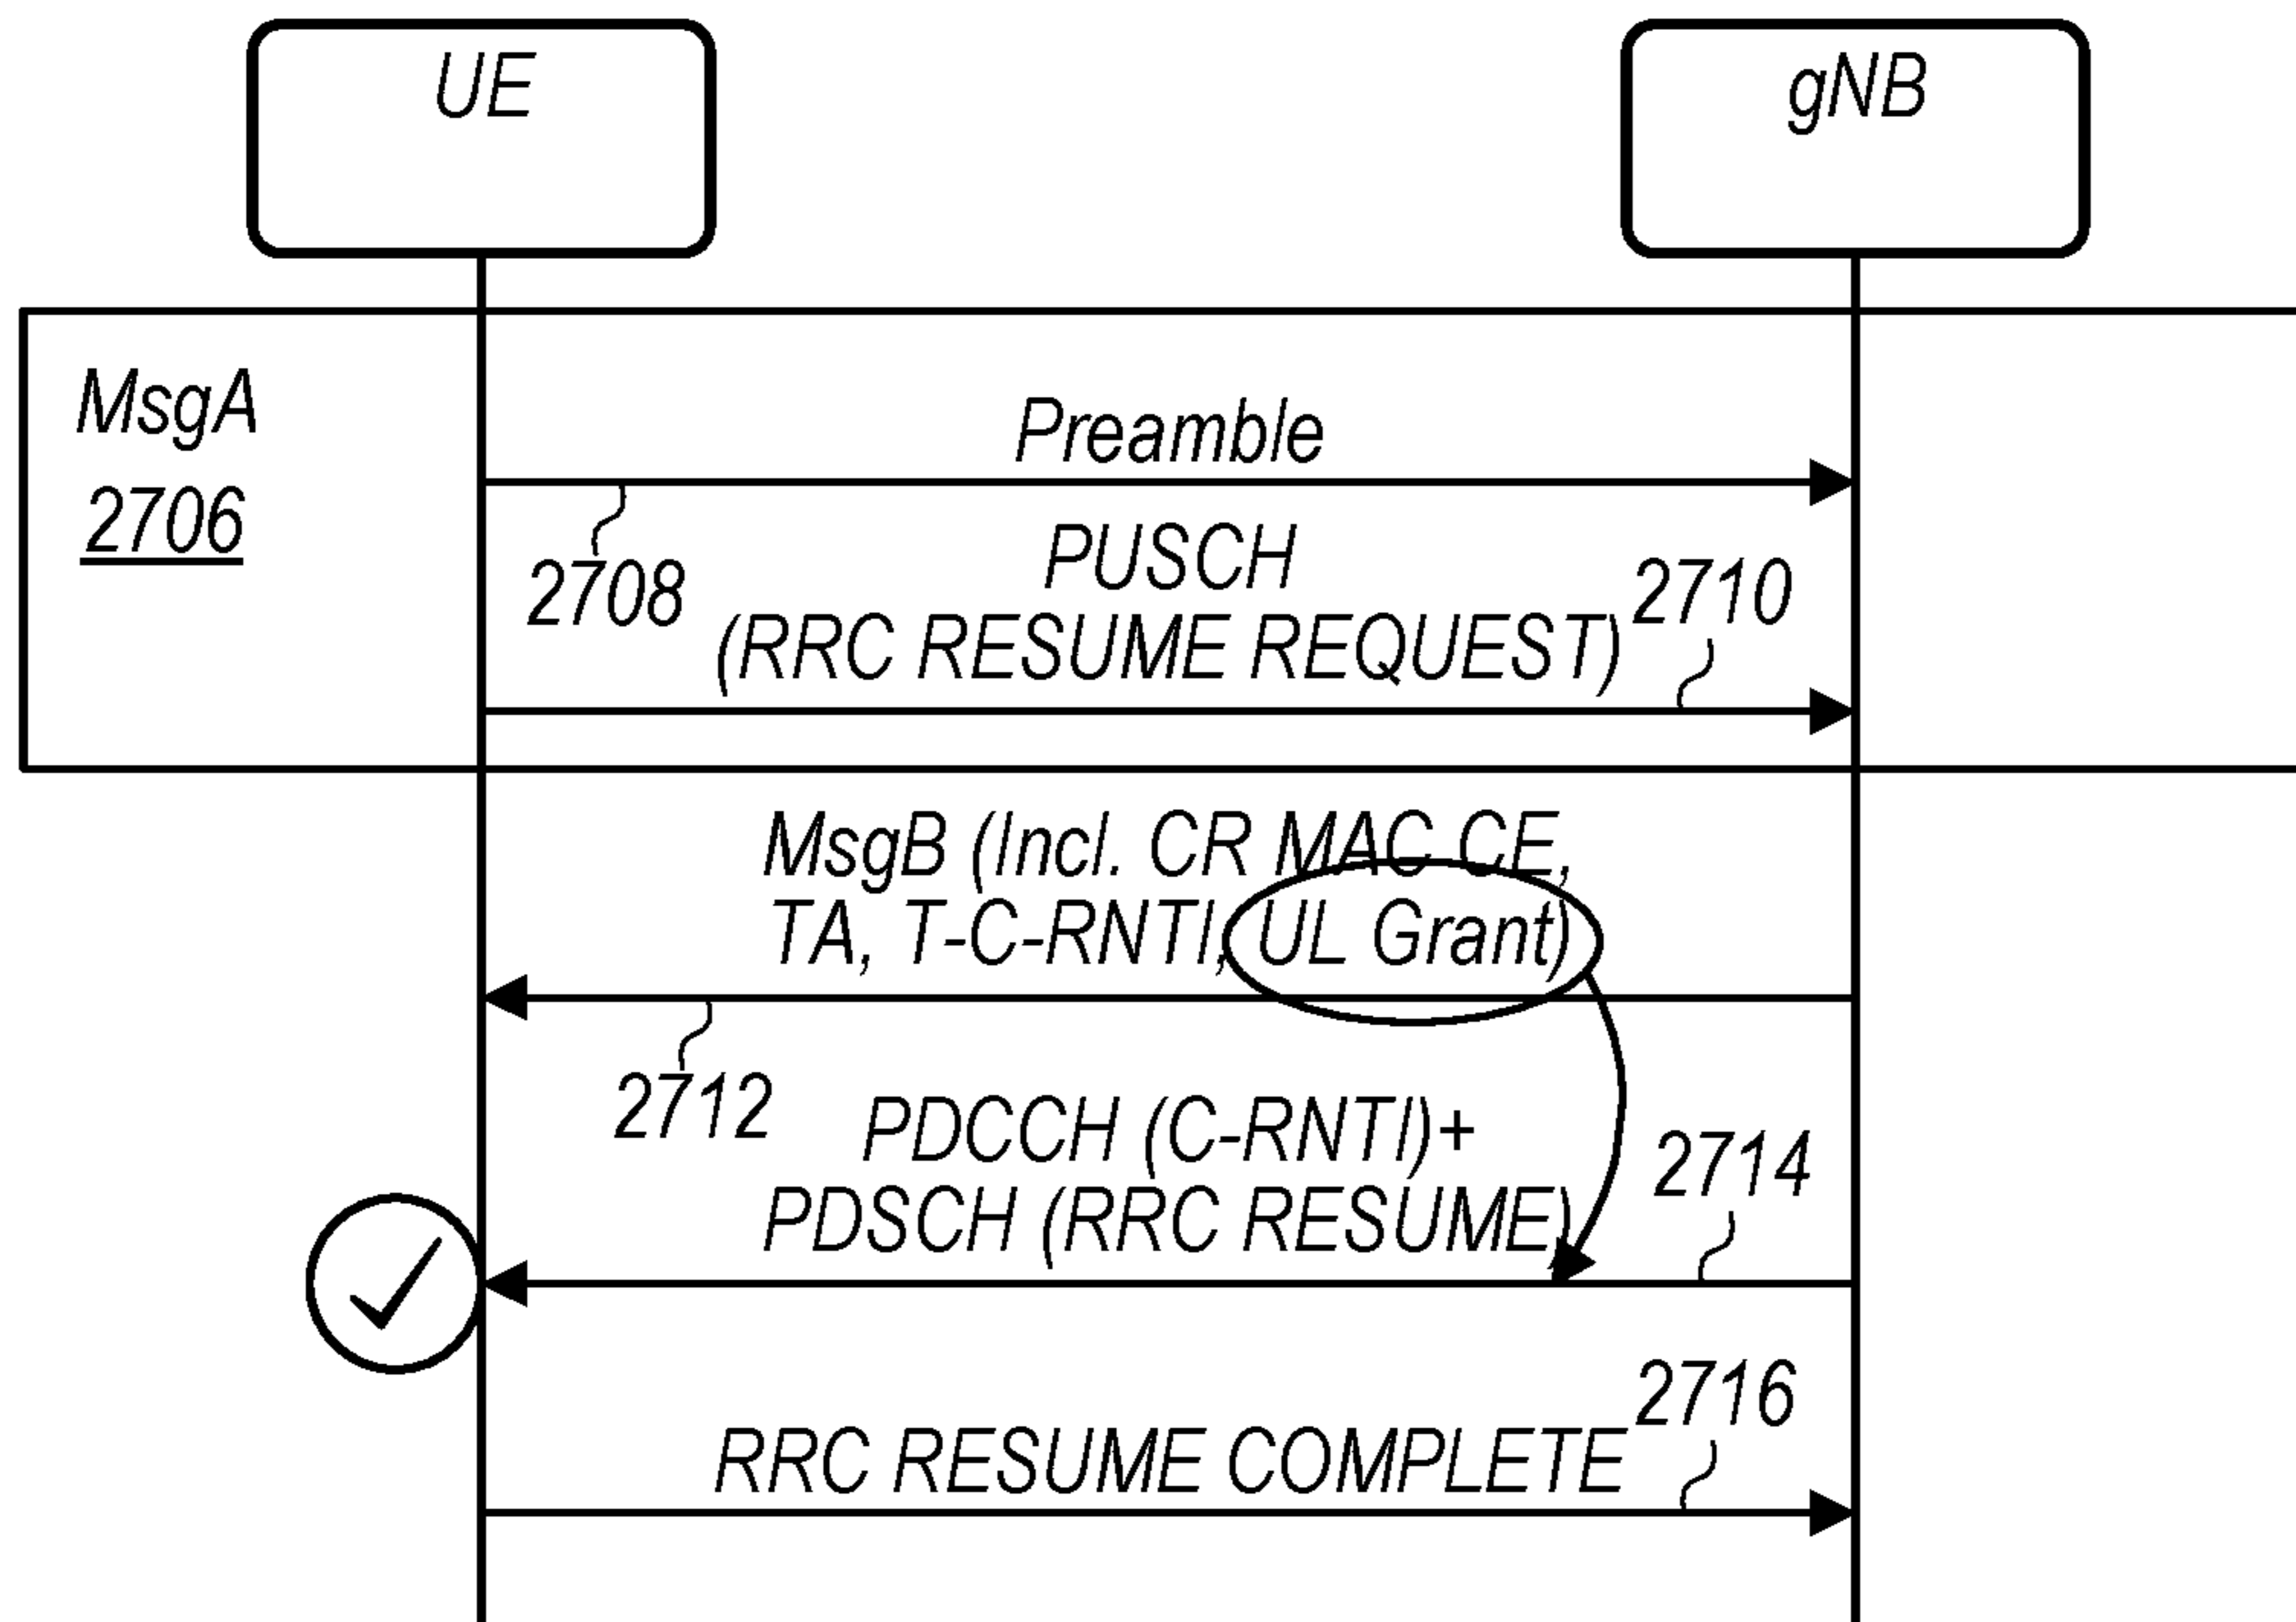 UE
gNB
MsgA
2706
Preamble
2708
PUSCH
(RRC RESUME REQUEST)
2710
MsgB (Incl. CR MAC CE,
TA, T-C-RNTI, UL Grant)
2712
PDCCH (C-RNTI)+
PDSCH (RRC RESUME)
2714
RRC RESUME COMPLETE
2716